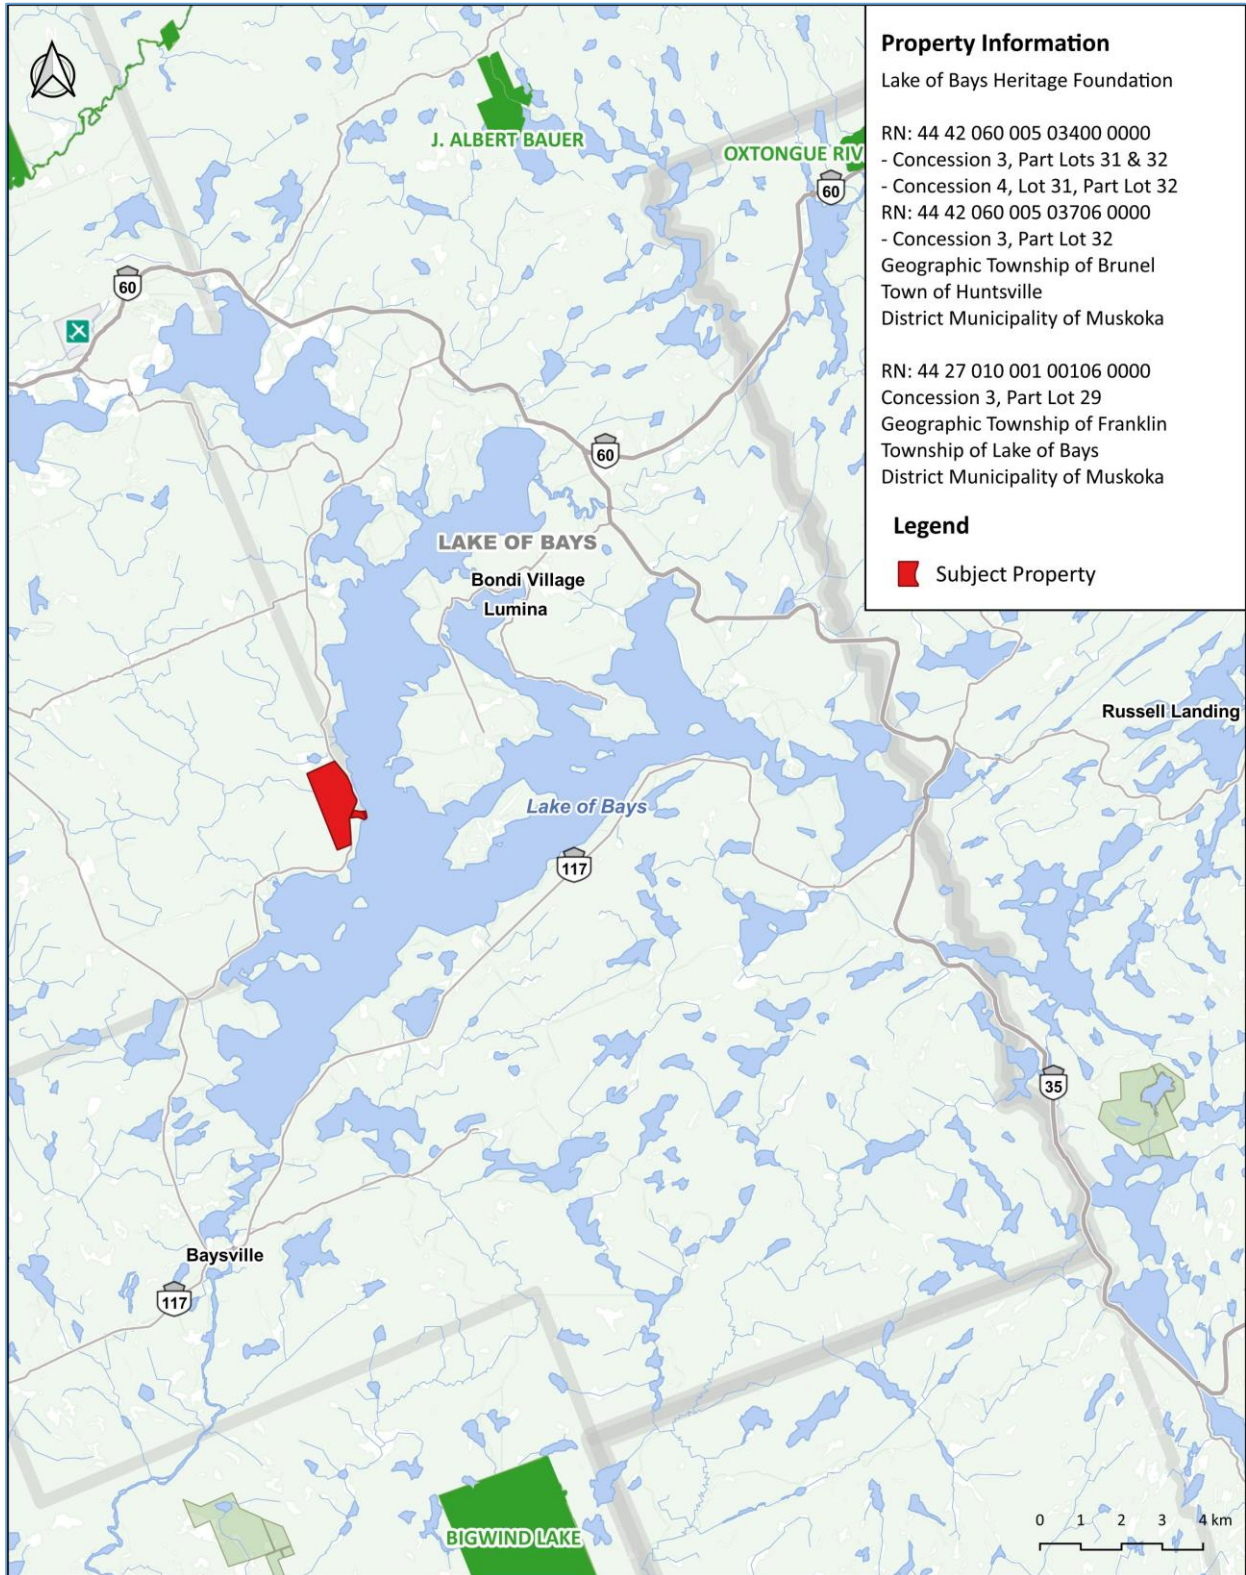 Property Information
Lake of Bays Heritage Foundation
RN: 44 42 060 005 03400 0000
- Concession 3, Part Lots 31 & 32
- Concession 4, Lot 31, Part Lot 32
RN: 44 42 060 005 03706 0000
- Concession 3, Part Lot 32
Geographic Township of Brunel
Town of Huntsville
District Municipality of Muskoka
RN: 44 27 010 001 00106 0000
Concession 3, Part Lot 29
Geographic Township of Franklin
Township of Lake of Bays
District Municipality of Muskoka
Legend
Subject Property
J. ALBERT BAUER
OXTONGUE RIV
60
60
60
LAKE OF BAYS
Bondi Village
Lumina
Russell Landing
Lake of Bays
117
35
Baysville
117
BIGWIND LAKE
0 1 2 3 4 km